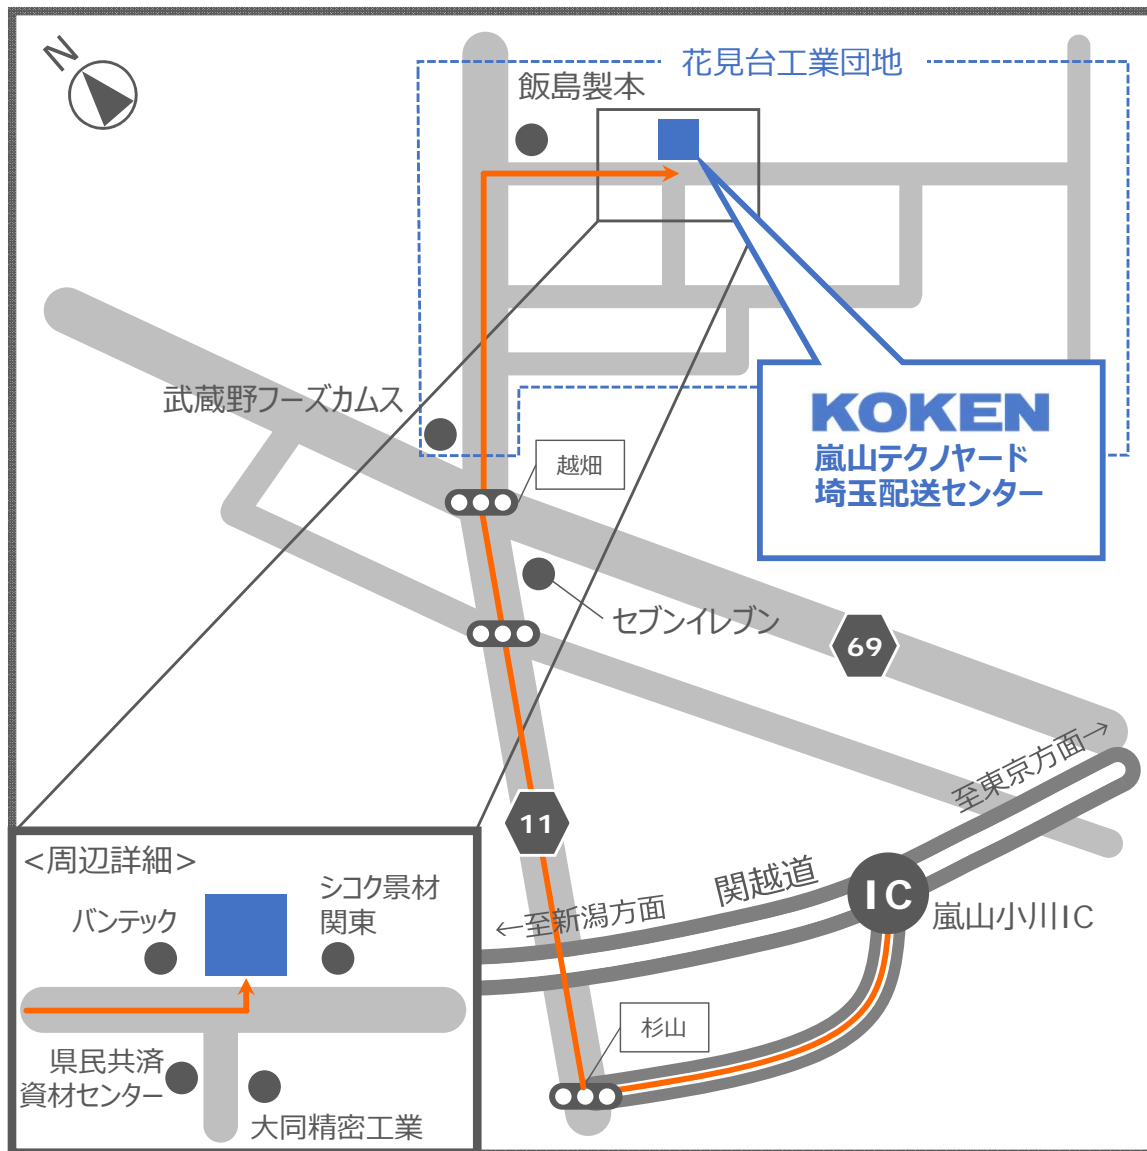 N
花見台工業団地
飯島製本
武蔵野フーズカムス
越畑
KOKEN
嵐山テクノヤード
埼玉配送センター
セブンイレブン
69
至東京方面→
11
関越道
←至新潟方面
IC
嵐山小川IC
杉山
<周辺詳細>
バンテック
シコク景材
関東
県民共済
資材センター
大同精密工業